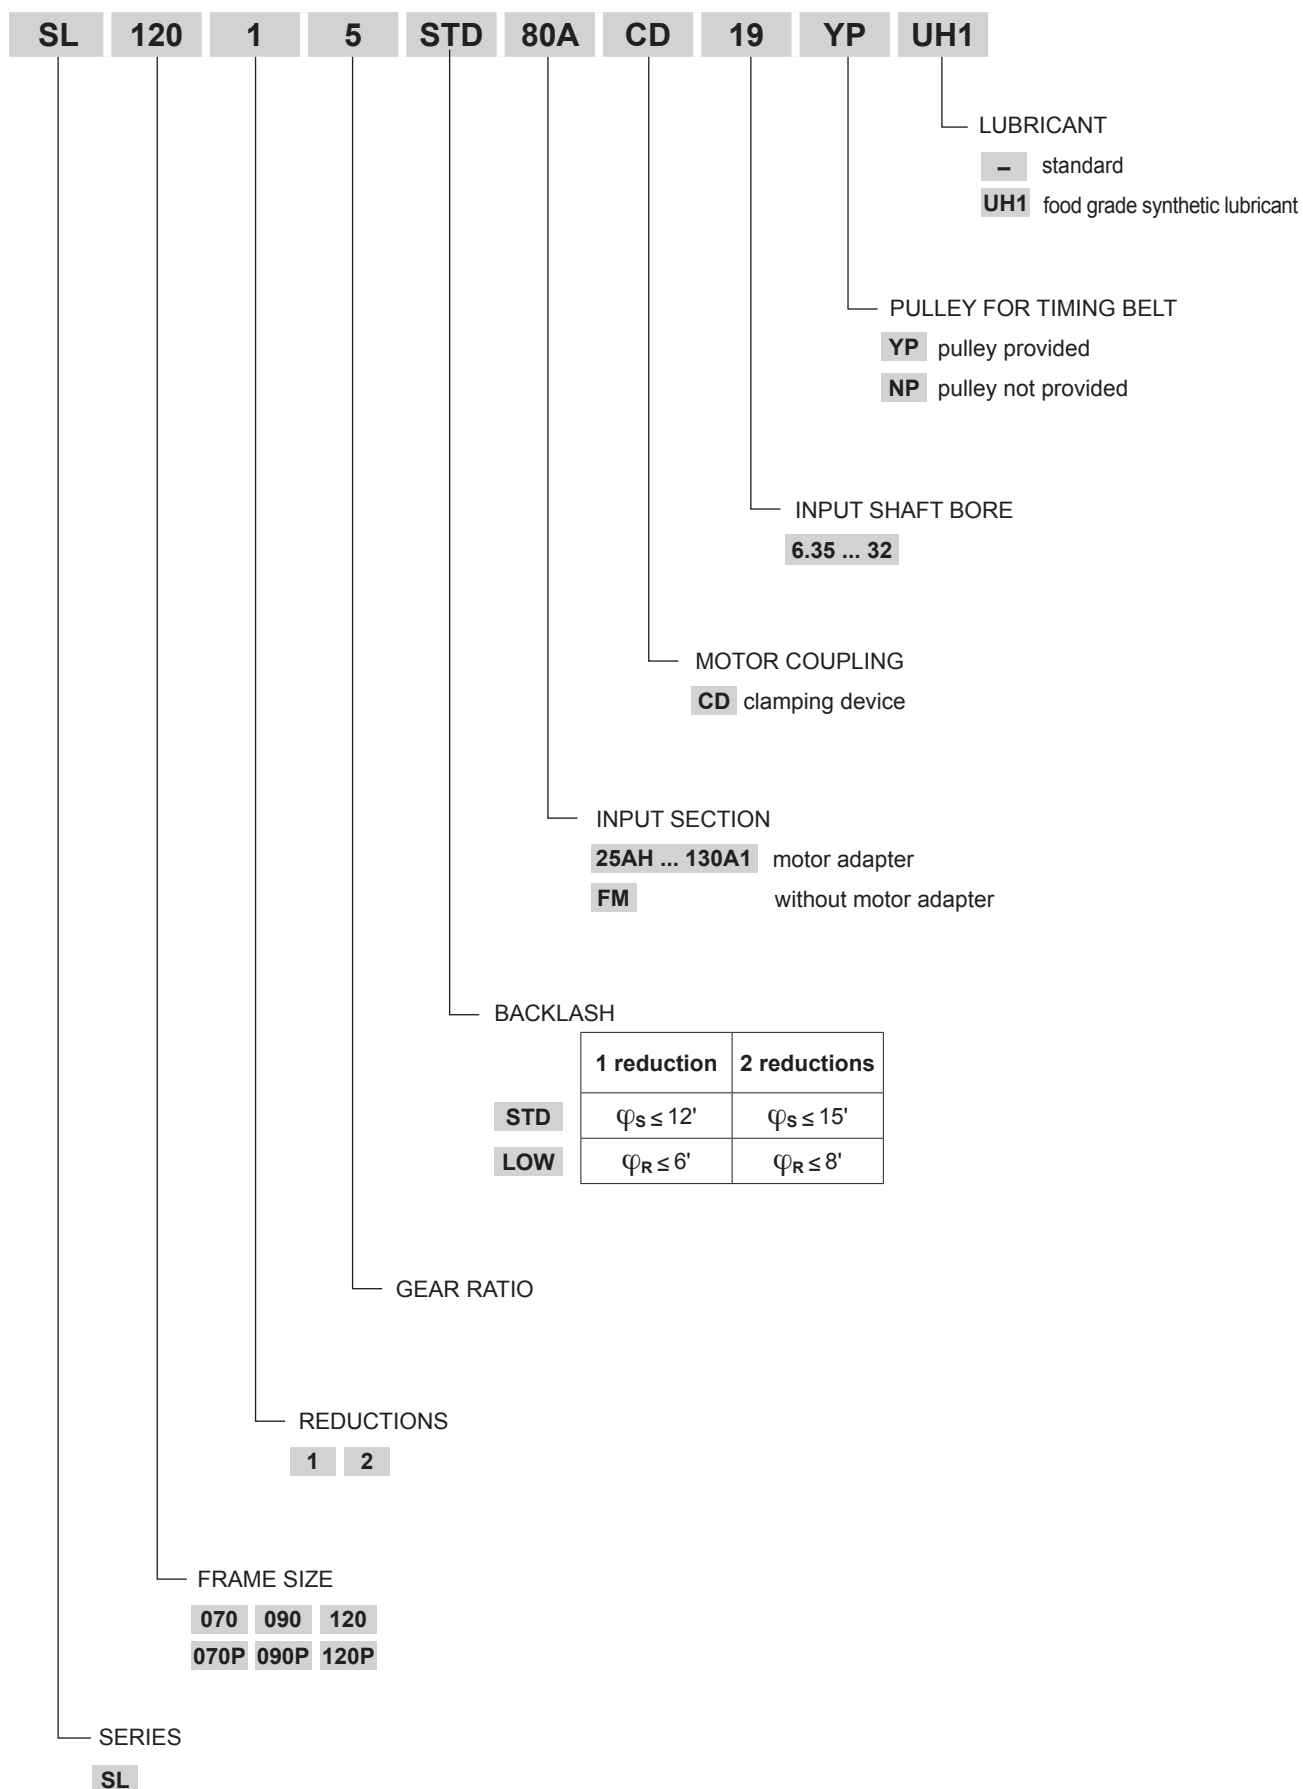 SL 120 1 5 STD 80A CD 19 YP UH1
LUBRICANT
– standard
UH1 food grade synthetic lubricant
PULLEY FOR TIMING BELT
YP pulley provided
NP pulley not provided
INPUT SHAFT BORE
6.35 ... 32
MOTOR COUPLING
CD clamping device
INPUT SECTION
25AH ... 130A1 motor adapter
FM without motor adapter
BACKLASH
1 reduction 2 reductions
STD φS ≤ 12' φS ≤ 15'
LOW φR ≤ 6' φR ≤ 8'
GEAR RATIO
REDUCTIONS
1 2
FRAME SIZE
070 090 120
070P 090P 120P
SERIES
SL